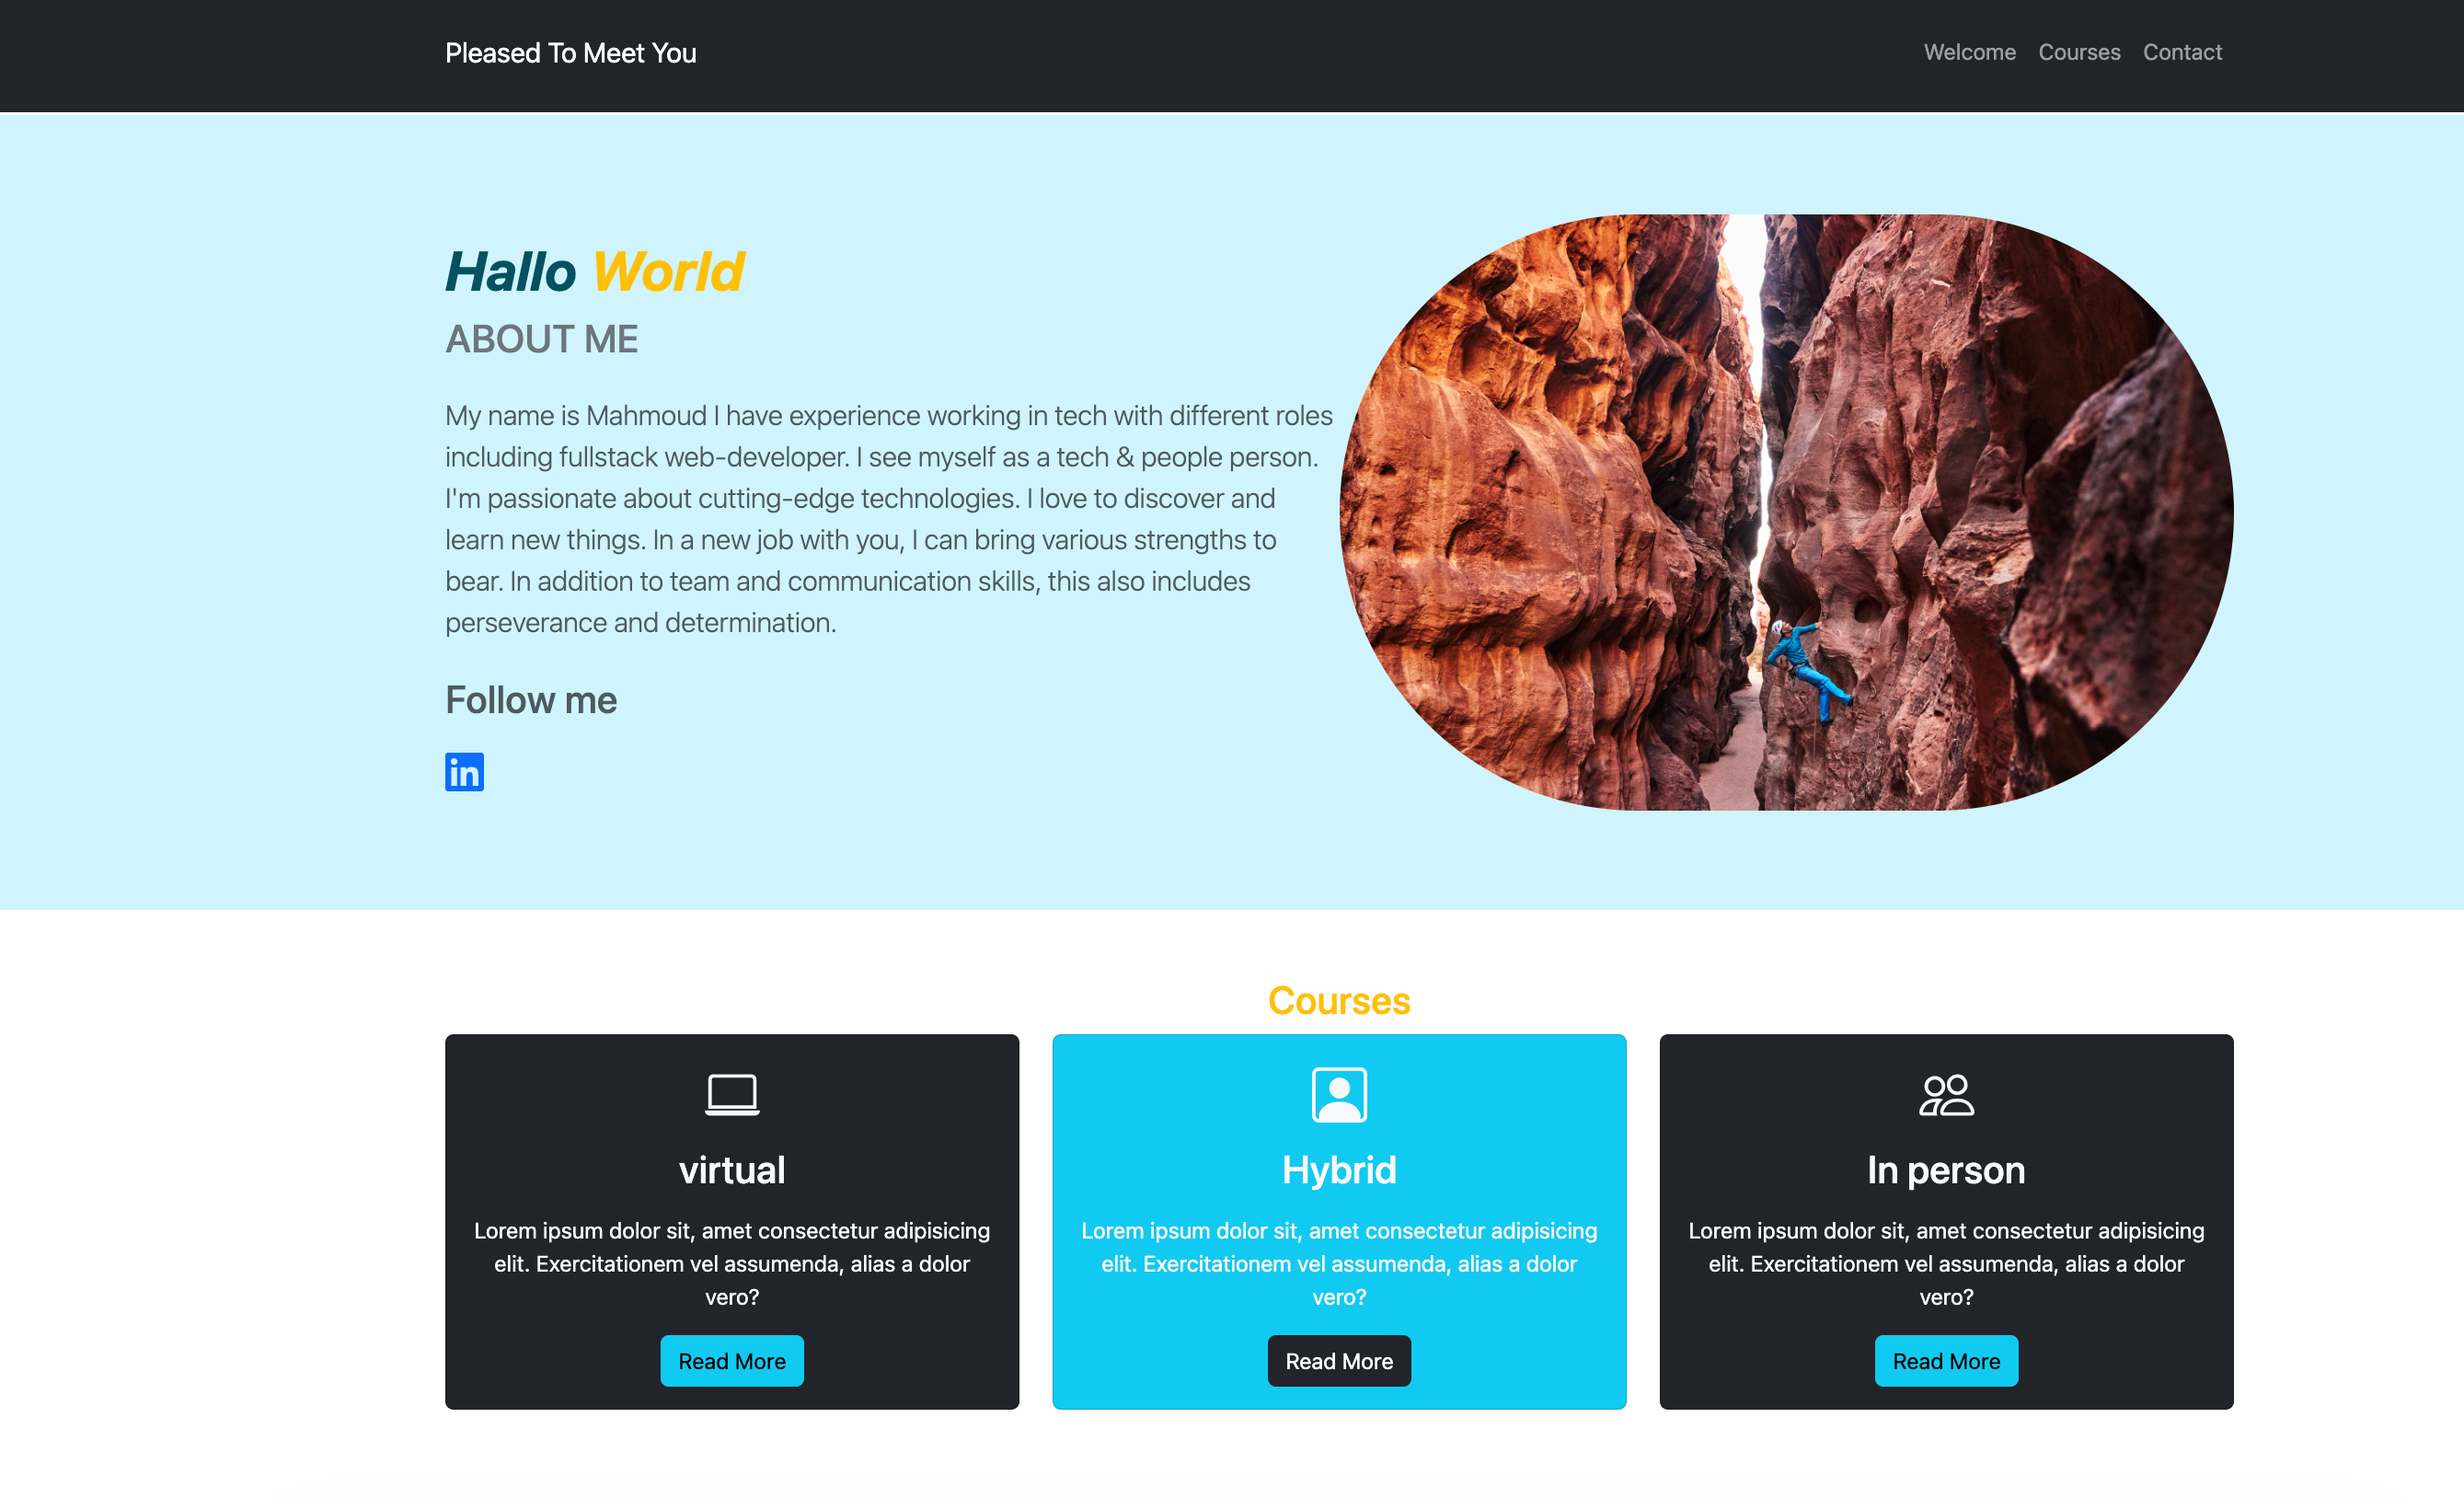 Pleased To Meet You
Welcome Courses Contact
Hallo World
ABOUT ME
My name is Mahmoud I have experience working in tech with different roles
including fullstack web-developer. I see myself as a tech & people person.
I'm passionate about cutting-edge technologies. I love to discover and
learn new things. In a new job with you, I can bring various strengths to
bear. In addition to team and communication skills, this also includes
perseverance and determination.
Follow me
in
Courses
virtual
Lorem ipsum dolor sit, amet consectetur adipisicing
elit. Exercitationem vel assumenda, alias a dolor
vero?
Read More
Hybrid
Lorem ipsum dolor sit, amet consectetur adipisicing
elit. Exercitationem vel assumenda, alias a dolor
vero?
Read More
In person
Lorem ipsum dolor sit, amet consectetur adipisicing
elit. Exercitationem vel assumenda, alias a dolor
vero?
Read More